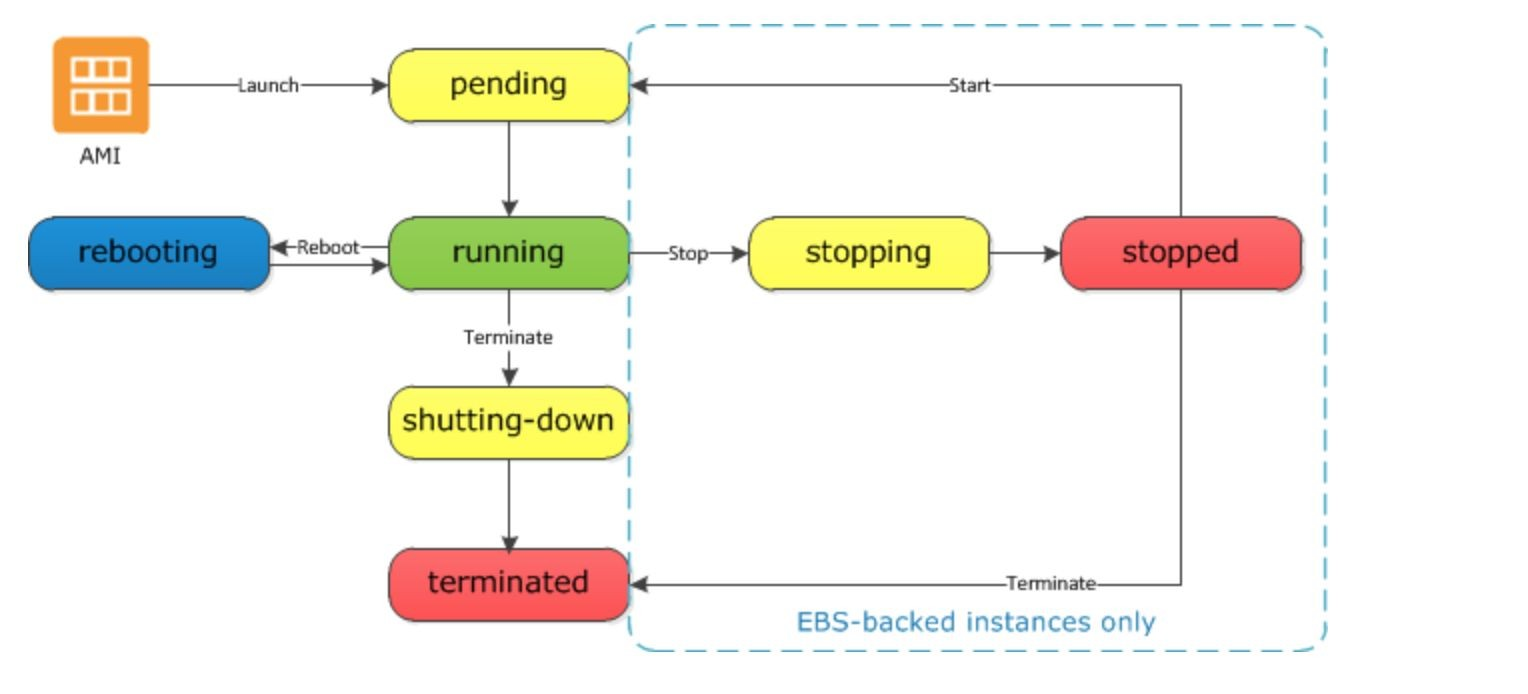 pending
Launch
Start
AMI
rebooting
Reboot
running
Stop
stopping
stopped
Terminate
shutting-down
terminated
Terminate
EBS-backed instances only